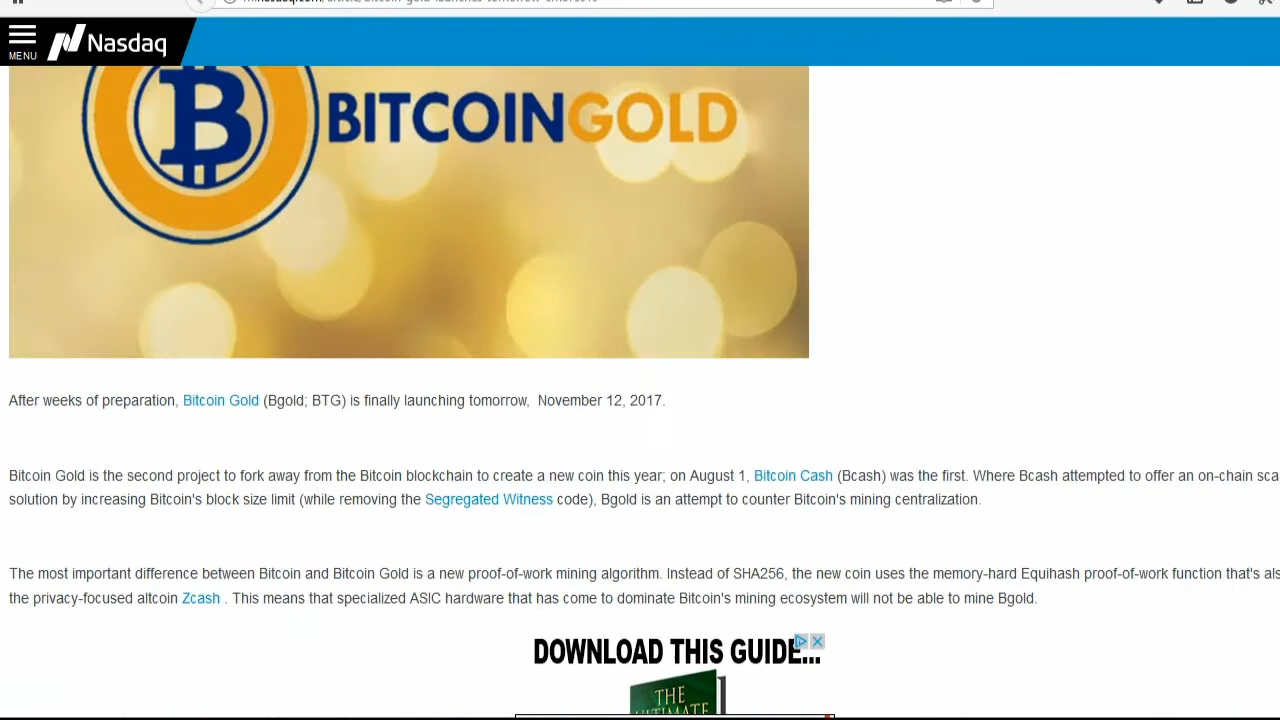 MENU
Nasdaq
BITCOINGOLD
After weeks of preparation, Bitcoin Gold (Bgold; BTG) is finally launching tomorrow, November 12, 2017.
Bitcoin Gold is the second project to fork away from the Bitcoin blockchain to create a new coin this year; on August 1, Bitcoin Cash (Bcash) was the first. Where Bcash attempted to offer an on-chain sca
solution by increasing Bitcoin's block size limit (while removing the Segregated Witness code), Bgold is an attempt to counter Bitcoin's mining centralization.
The most important difference between Bitcoin and Bitcoin Gold is a new proof-of-work mining algorithm. Instead of SHA256, the new coin uses the memory-hard Equihash proof-of-work function that's als
the privacy-focused altcoin Zcash . This means that specialized ASIC hardware that has come to dominate Bitcoin's mining ecosystem will not be able to mine Bgold.
DOWNLOAD THIS GUIDE...
THE
ULTIMATE